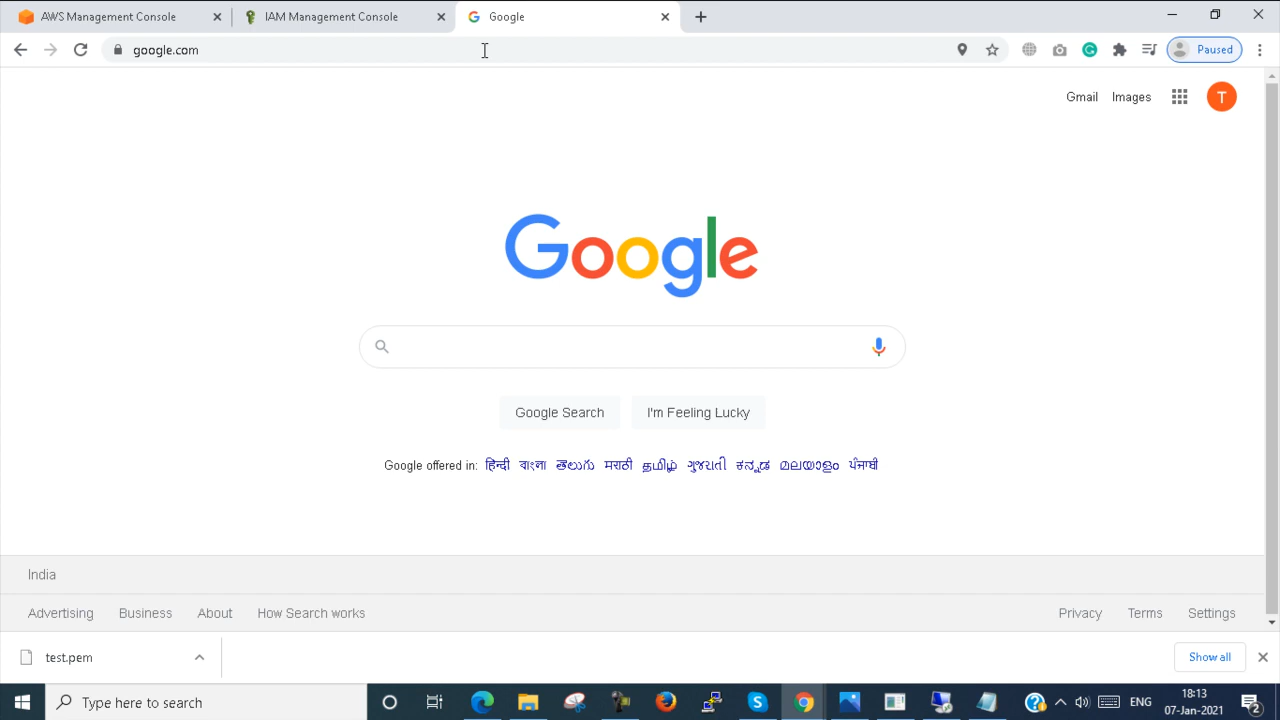 AWS Management Console
IAM Management Console
Google
google.com
Paused
Gmail Images T
Google
Google Search I'm Feeling Lucky
Google offered in: हिन्दी বাংলা తెలుగు मराठी தமிழ் ગુજરાતી ಕನ್ನಡ മലയാളം ਪੰਜਾਬੀ
India
Advertising Business About How Search works Privacy Terms Settings
test.pem Show all
Type here to search
ENG
18:13
07-Jan-2021
2